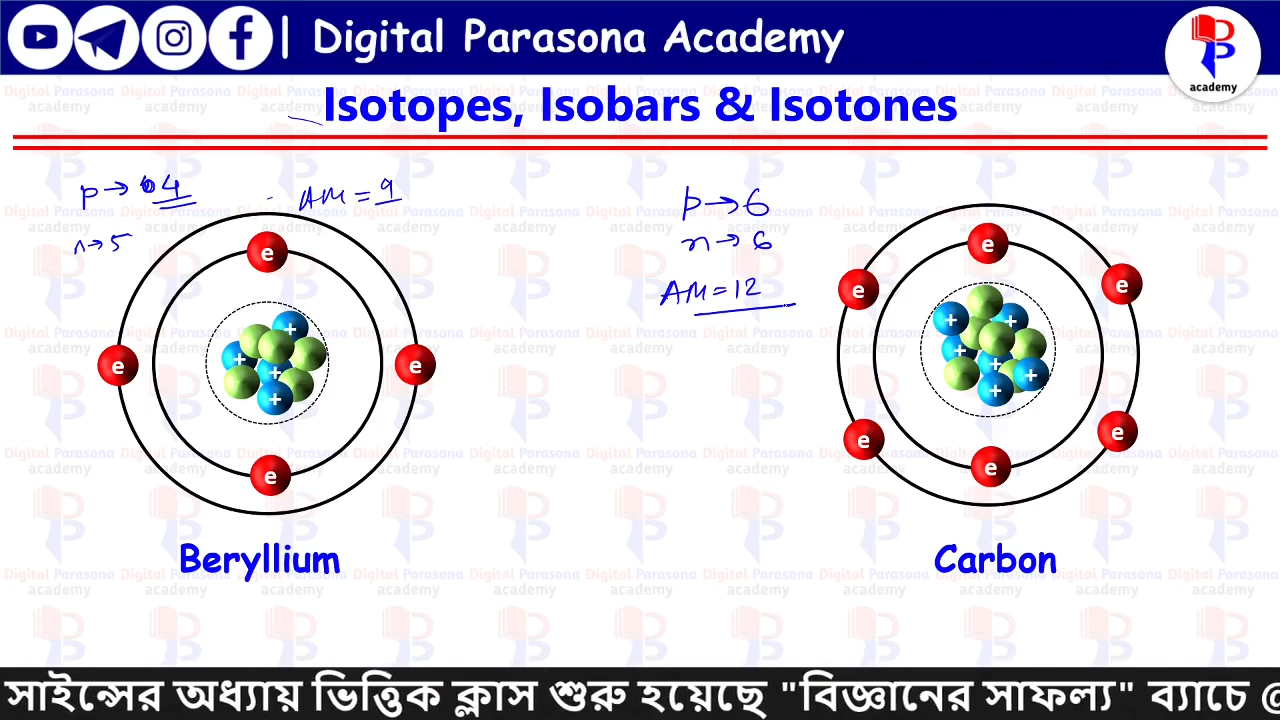 Digital Parasona Academy
academy
Isotopes, Isobars & Isotones
p → 4
n → 5
AM = 9
p → 6
n → 6
AM = 12
e
e
e
e
+
+
+
+
e
e
e
e
e
e
+
+
+
+
+
+
Beryllium
Carbon
সাইন্সের অধ্যায় ভিত্তিক ক্লাস শুরু হয়েছে "বিজ্ঞানের সাফল্য" ব্যাচে @